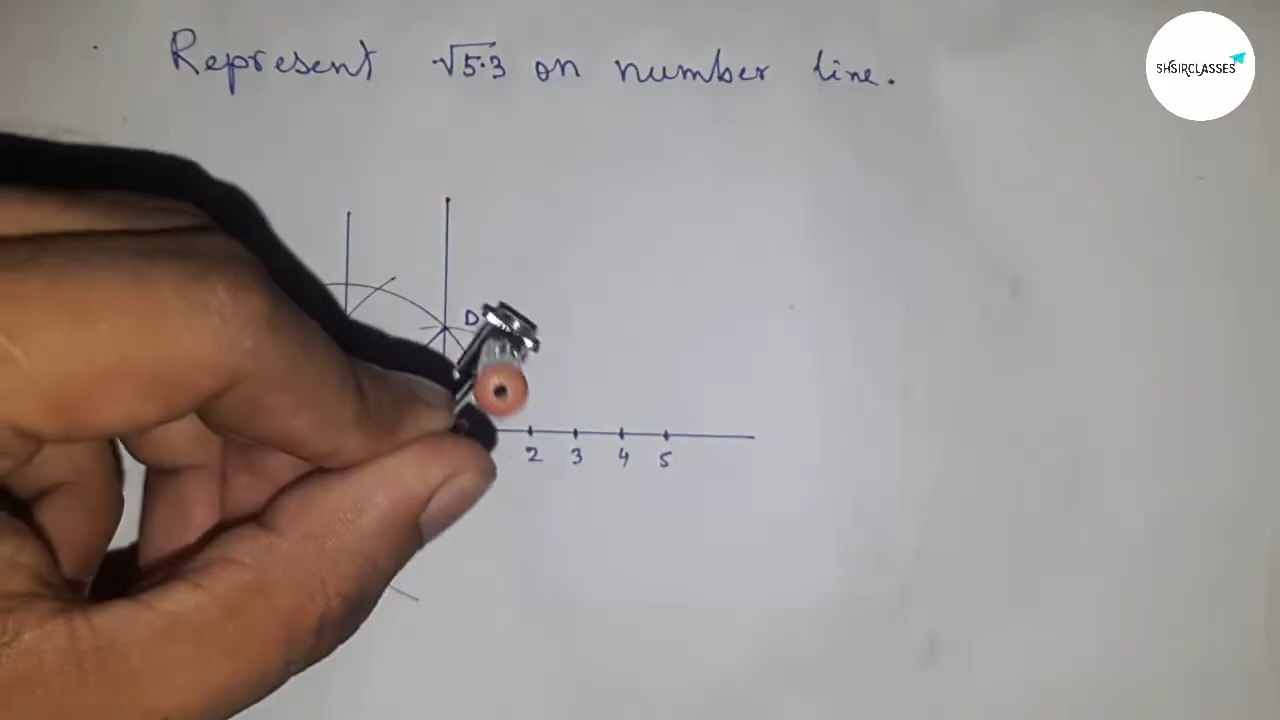 Represent √5.3 on number line.
SHSIRCLASSES
D
2 3 4 5